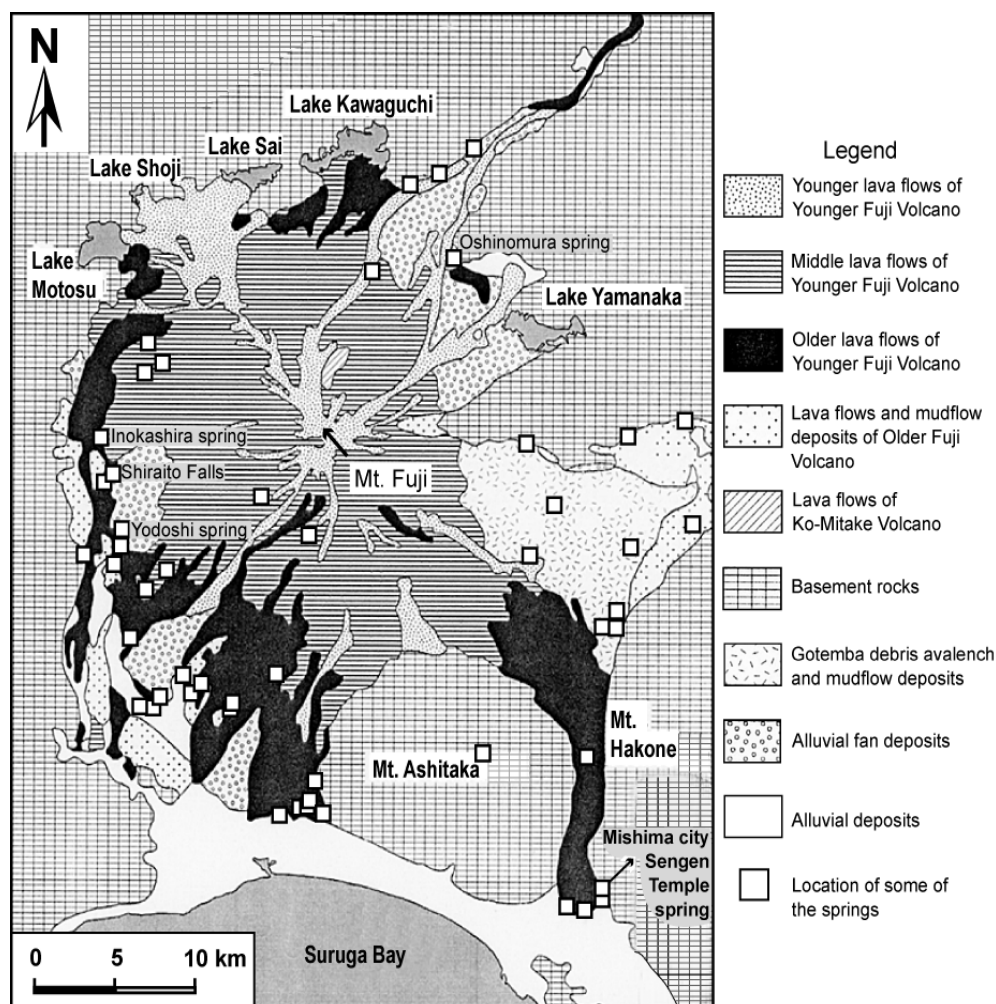 N
Lake Kawaguchi
Lake Sai
Lake Shoji
Lake
Motosu
Oshinomura spring
Lake Yamanaka
Inokashira spring
Shiraito Falls
Mt. Fuji
Yodoshi spring
Mt.
Hakone
Mt. Ashitaka
Mishima city
Sengen
Temple
spring
Suruga Bay
0 5 10 km
Legend
Younger lava flows of
Younger Fuji Volcano
Middle lava flows of
Younger Fuji Volcano
Older lava flows of
Younger Fuji Volcano
Lava flows and mudflow
deposits of Older Fuji
Volcano
Lava flows of
Ko-Mitake Volcano
Basement rocks
Gotemba debris avalench
and mudflow deposits
Alluvial fan deposits
Alluvial deposits
Location of some of
the springs